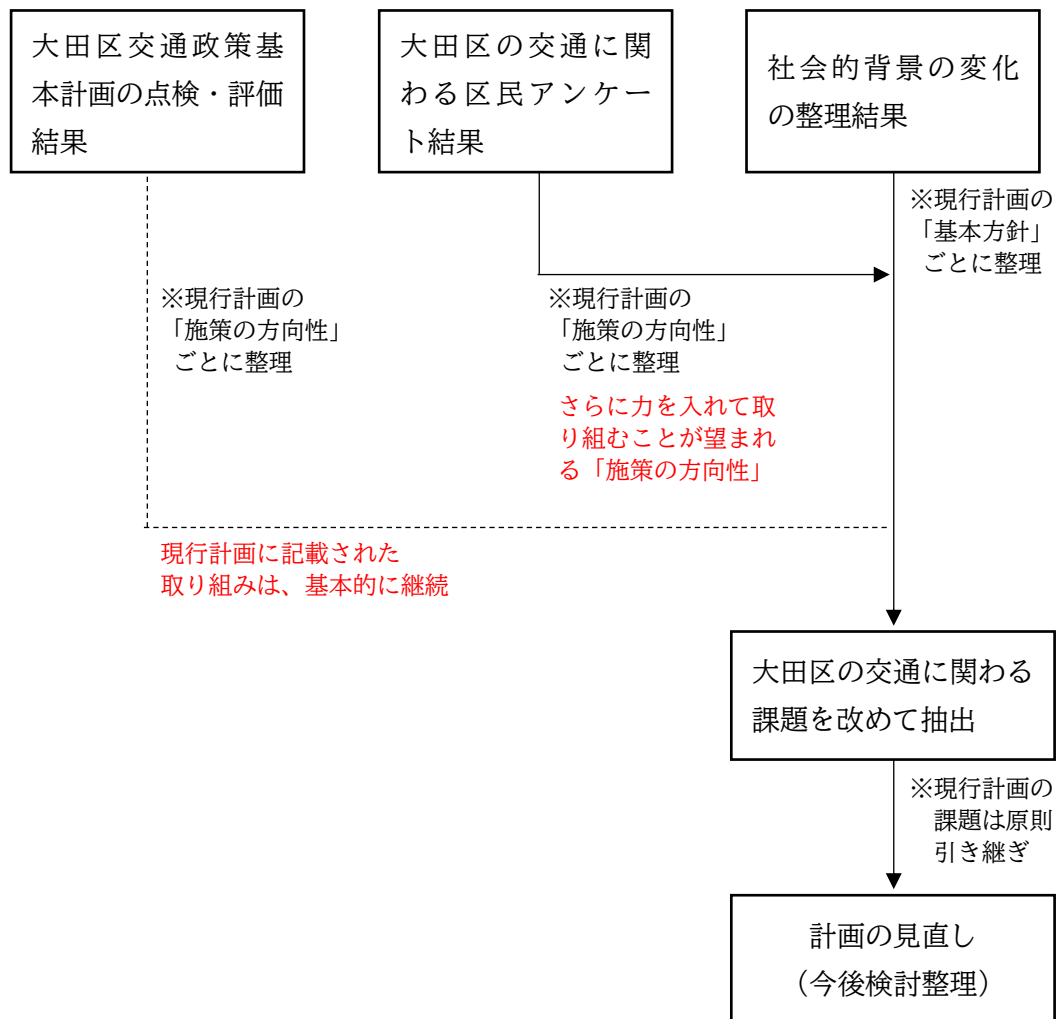 大田区交通政策基
本計画の点検・評価
結果
大田区の交通に関
わる区民アンケー
ト結果
社会的背景の変化
の整理結果
※現行計画の
「基本方針」
ごとに整理
※現行計画の
「施策の方向性」
ごとに整理
※現行計画の
「施策の方向性」
ごとに整理
さらに力を入れて取
り組むことが望まれ
る「施策の方向性」
現行計画に記載された
取り組みは、基本的に継続
大田区の交通に関わる
課題を改めて抽出
※現行計画の
課題は原則
引き継ぎ
計画の見直し
（今後検討整理）